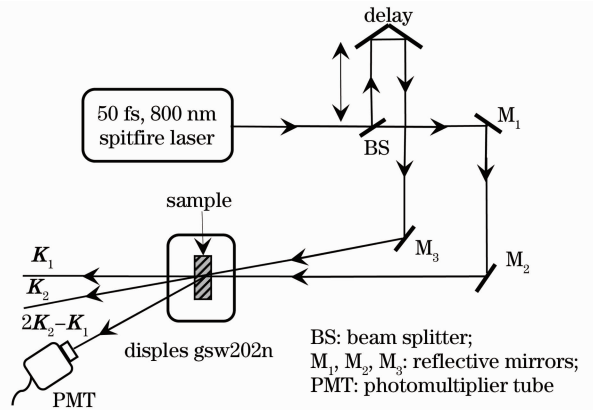 delay
50 fs, 800 nm
spitfire laser
M₁
BS
sample
K₁
M₃
M₂
K₂
2K₂–K₁
disples gsw202n
BS: beam splitter;
M₁, M₂, M₃: reflective mirrors;
PMT: photomultiplier tube
PMT